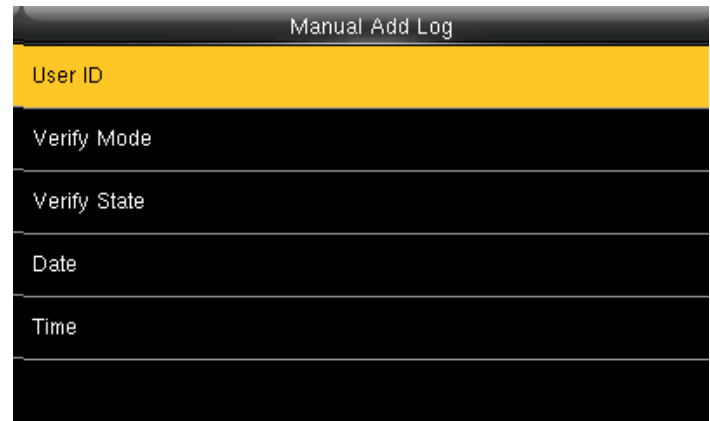 Manual Add Log
User ID
Verify Mode
Verify State
Date
Time